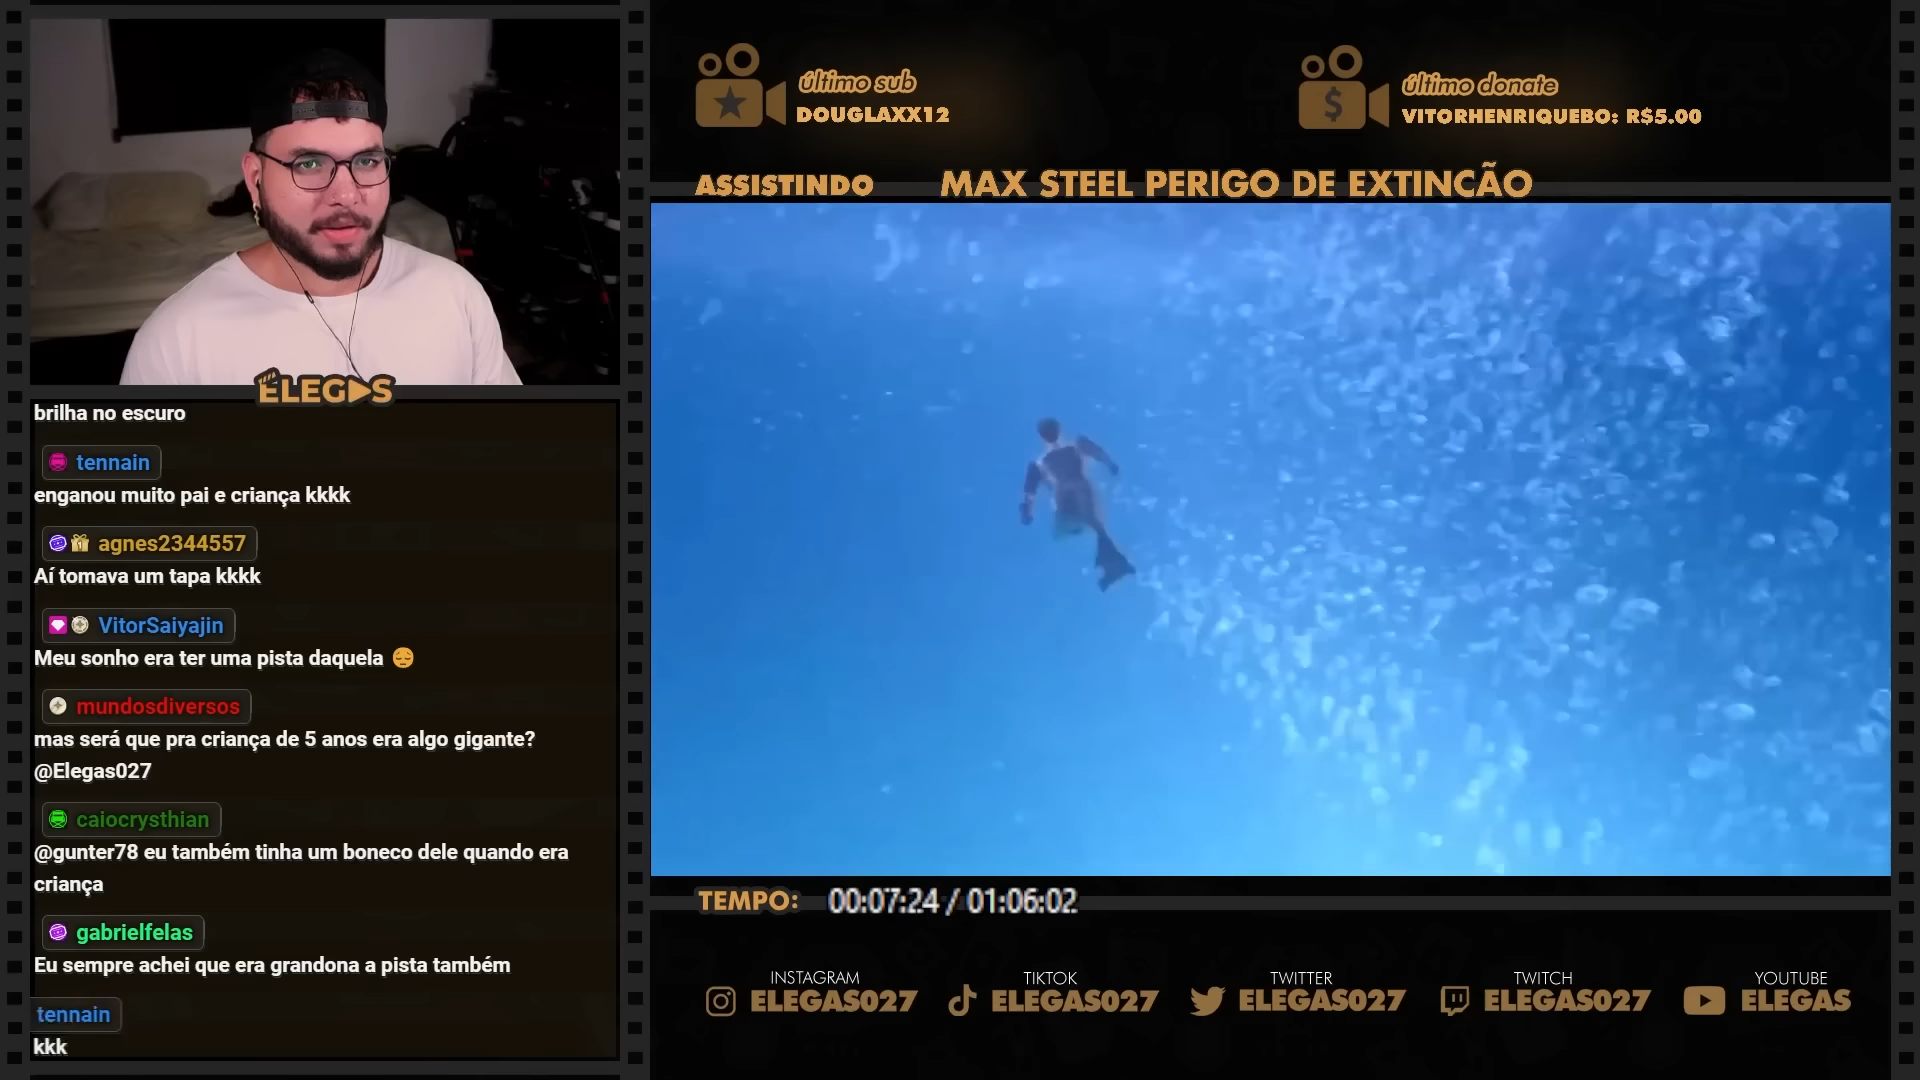 último sub
DOUGLAXX12
último donate
VITORHENRIQUEBO: R$5.00
ASSISTINDO
MAX STEEL PERIGO DE EXTINCÃO
ELEGAS
brilha no escuro
tennain
enganou muito pai e criança kkkk
agnes2344557
Aí tomava um tapa kkkk
VitorSaiyajin
Meu sonho era ter uma pista daquela 😔
mundosdiversos
mas será que pra criança de 5 anos era algo gigante?
@Elegas027
caiocrysthian
@gunter78 eu também tinha um boneco dele quando era
criança
gabrielfelas
Eu sempre achei que era grandona a pista também
tennain
kkk
TEMPO: 00:07:24 / 01:06:02
INSTAGRAM
ELEGAS027
TIKTOK
ELEGAS027
TWITTER
ELEGAS027
TWITCH
ELEGAS027
YOUTUBE
ELEGAS